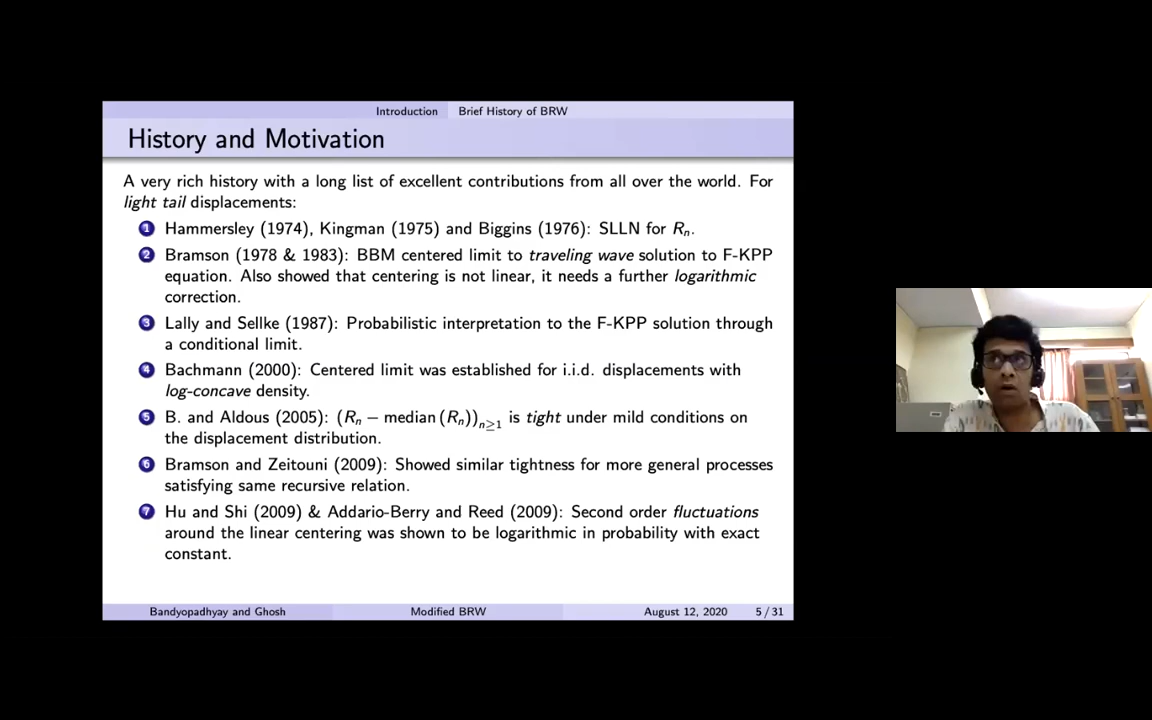 Introduction Brief History of BRW
History and Motivation
A very rich history with a long list of excellent contributions from all over the world. For
light tail displacements:
1 Hammersley (1974), Kingman (1975) and Biggins (1976): SLLN for Rₙ.
2 Bramson (1978 & 1983): BBM centered limit to traveling wave solution to F-KPP
equation. Also showed that centering is not linear, it needs a further logarithmic
correction.
3 Lally and Sellke (1987): Probabilistic interpretation to the F-KPP solution through
a conditional limit.
4 Bachmann (2000): Centered limit was established for i.i.d. displacements with
log-concave density.
5 B. and Aldous (2005): (Rₙ − median (Rₙ))ₙ≥₁ is tight under mild conditions on
the displacement distribution.
6 Bramson and Zeitouni (2009): Showed similar tightness for more general processes
satisfying same recursive relation.
7 Hu and Shi (2009) & Addario-Berry and Reed (2009): Second order fluctuations
around the linear centering was shown to be logarithmic in probability with exact
constant.
Bandyopadhyay and Ghosh Modified BRW August 12, 2020 5 / 31